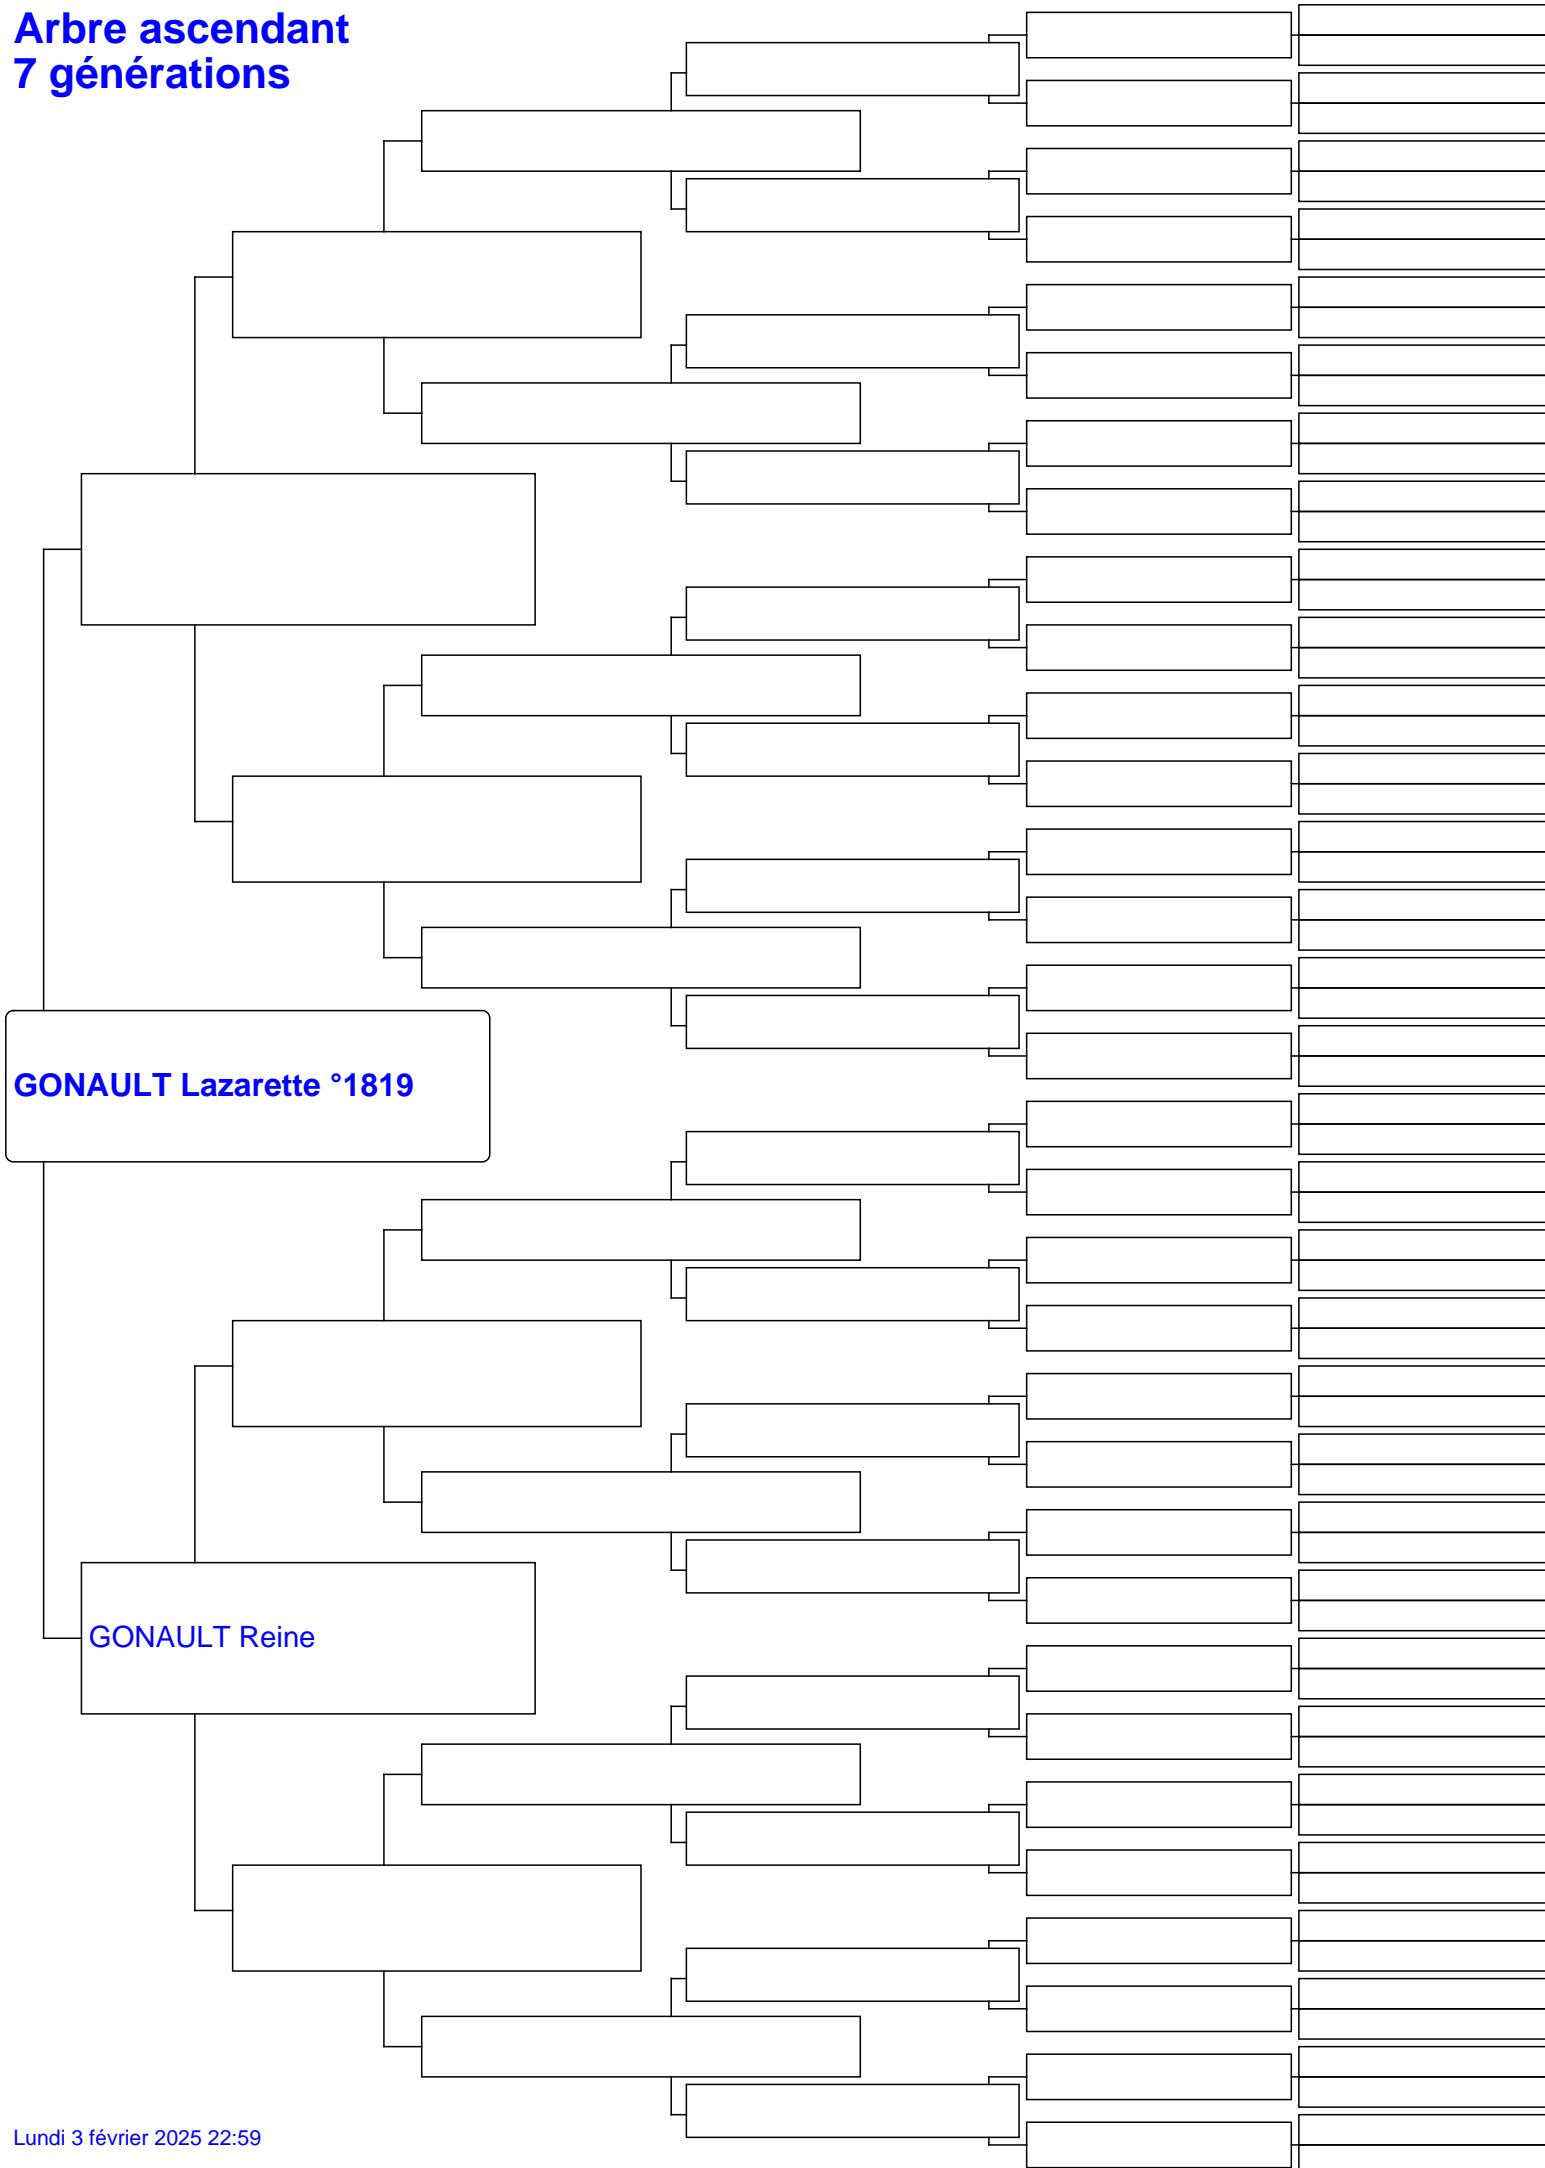 Arbre ascendant
7 générations
GONAULT Lazarette °1819
GONAULT Reine
Lundi 3 février 2025 22:59